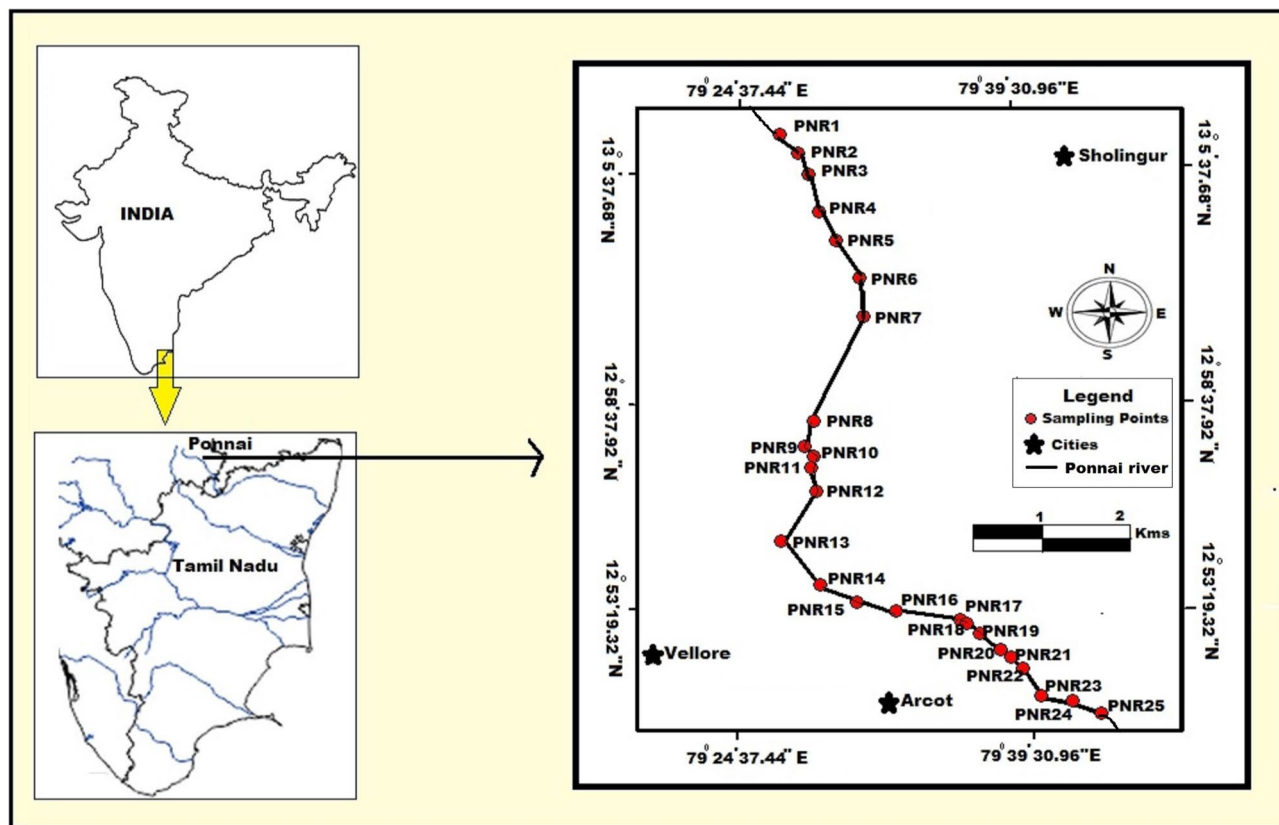 INDIA
Ponnai
Tamil Nadu
79° 24'37.44" E
79° 39'30.96" E
13° 5'37.68"N
13° 5'37.68"N
PNR1
PNR2
PNR3
Sholingur
PNR4
PNR5
PNR6
PNR7
N
W
E
S
12° 58'37.92 "N
12° 58'37.92 "N
Legend
Sampling Points
Cities
Ponnai river
PNR8
PNR9
PNR10
PNR11
PNR12
1
2
Kms
PNR13
12° 53'19.32"N
12° 53'19.32"N
PNR14
PNR15
PNR16
PNR17
PNR18
PNR19
PNR20
PNR21
PNR22
Vellore
PNR23
PNR24
PNR25
Arcot
79° 24'37.44" E
79° 39'30.96" E